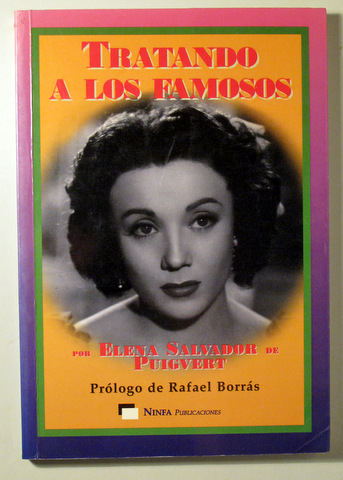 TRATANDO
A LOS FAMOSOS
POR ELENA SALVADOR DE
PUIGVERT
Prólogo de Rafael Borrás
NINFA PUBLICACIONES